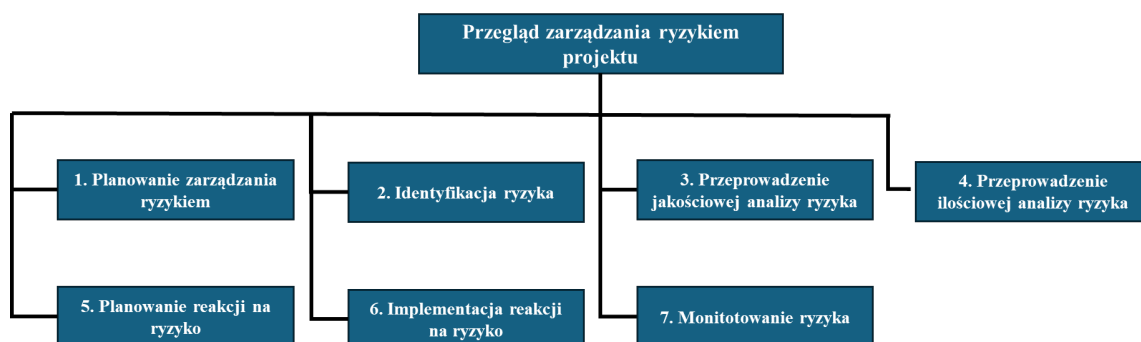 Przegląd zarządzania ryzykiem
projektu
1. Planowanie zarządzania
ryzykiem
2. Identyfikacja ryzyka
3. Przeprowadzenie
jakościowej analizy ryzyka
4. Przeprowadzenie
ilościowej analizy ryzyka
5. Planowanie reakcji na
ryzyko
6. Implementacja reakcji
na ryzyko
7. Monitotowanie ryzyka